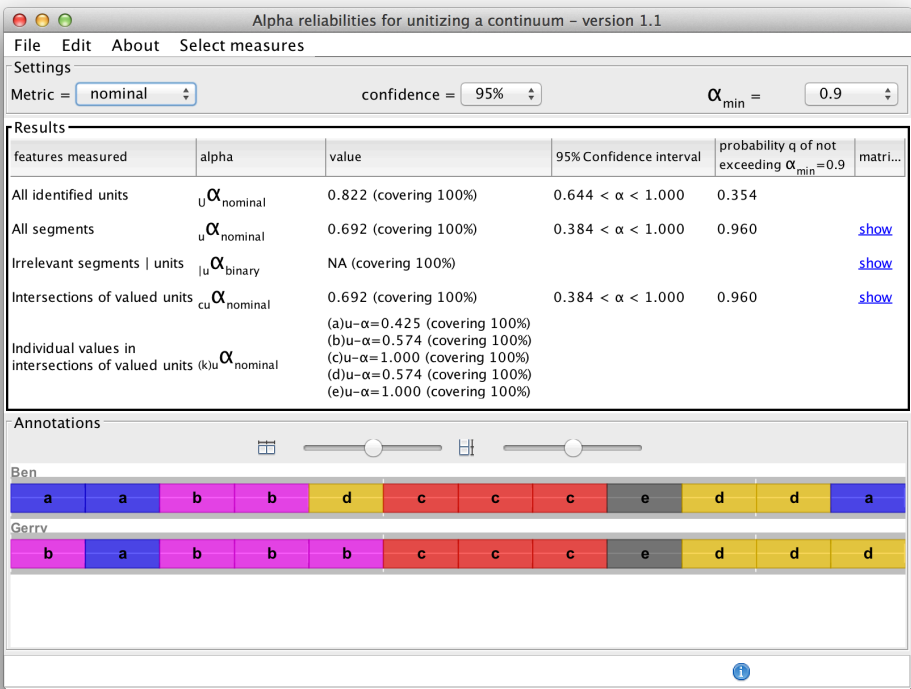 Alpha reliabilities for unitizing a continuum – version 1.1
File Edit About Select measures
Settings
Metric = nominal confidence = 95% αmin = 0.9
Results
features measured alpha value 95% Confidence interval probability q of not exceeding αmin=0.9 matri...
All identified units Uαnominal 0.822 (covering 100%) 0.644 < α < 1.000 0.354
All segments uαnominal 0.692 (covering 100%) 0.384 < α < 1.000 0.960 show
Irrelevant segments | units |uαbinary NA (covering 100%) show
Intersections of valued units cuαnominal 0.692 (covering 100%) 0.384 < α < 1.000 0.960 show
Individual values in
intersections of valued units (k)uαnominal
(a)u-α=0.425 (covering 100%)
(b)u-α=0.574 (covering 100%)
(c)u-α=1.000 (covering 100%)
(d)u-α=0.574 (covering 100%)
(e)u-α=1.000 (covering 100%)
Annotations
Ben
a a b b d c c c e d d a
Gerry
b a b b b c c c e d d d